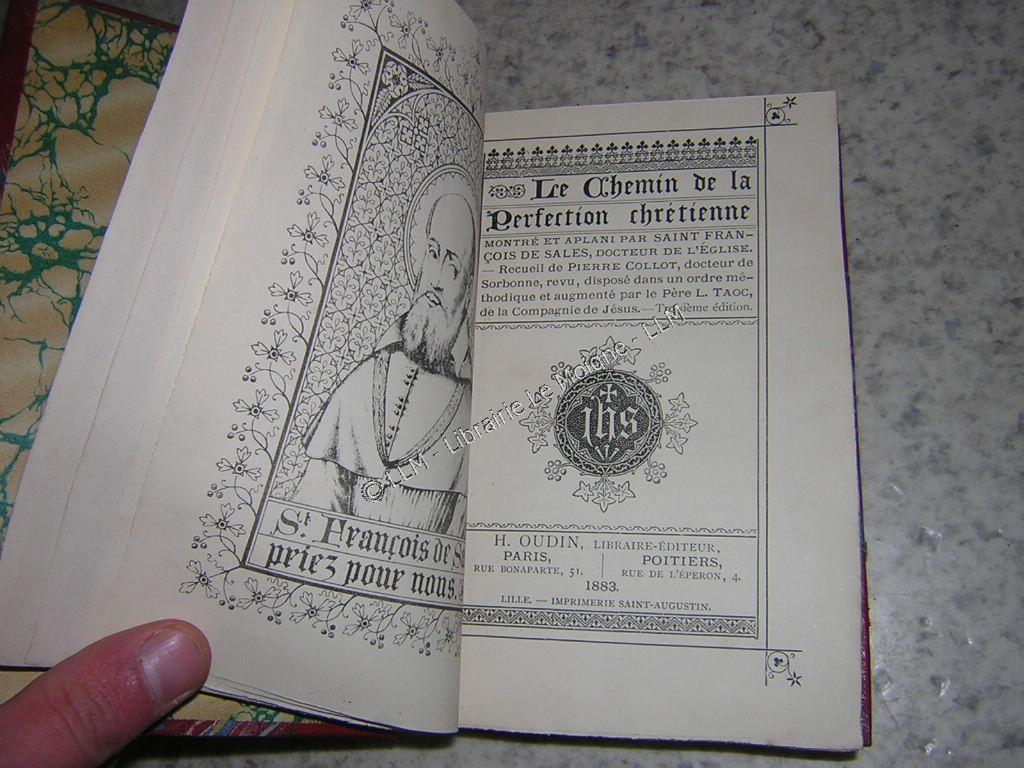 St. François de
priez pour nous.
Le Chemin de la
Perfection chrétienne
MONTRÉ ET APLANI PAR SAINT FRAN-
ÇOIS DE SALES, DOCTEUR DE L'ÉGLISE.
— Recueil de PIERRE COLLOT, docteur de
Sorbonne, revu, disposé dans un ordre mé-
thodique et augmenté par le Père L. TAOC,
de la Compagnie de Jésus. — édition.
ihs
H. OUDIN, LIBRAIRE-ÉDITEUR,
PARIS, POITIERS,
RUE BONAPARTE, 51. RUE DE L'ÉPERON, 4.
1883.
LILLE. — IMPRIMERIE SAINT-AUGUSTIN.
© LLM - Librairie Le Broigne - LLM